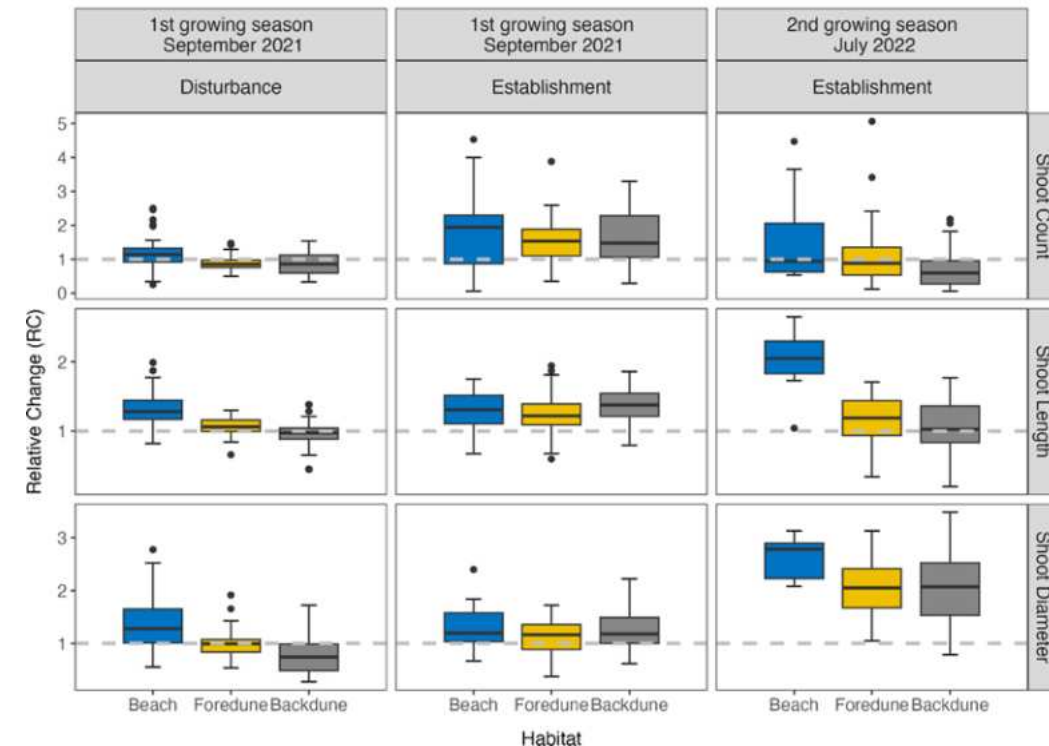 1st growing season
September 2021
1st growing season
September 2021
2nd growing season
July 2022
Disturbance
Establishment
Establishment
5
4
3
2
1
0
Shoot Count
2
1
Shoot Length
3
2
1
Shoot Diameter
Relative Change (RC)
Beach Foredune Backdune
Beach Foredune Backdune
Beach Foredune Backdune
Habitat